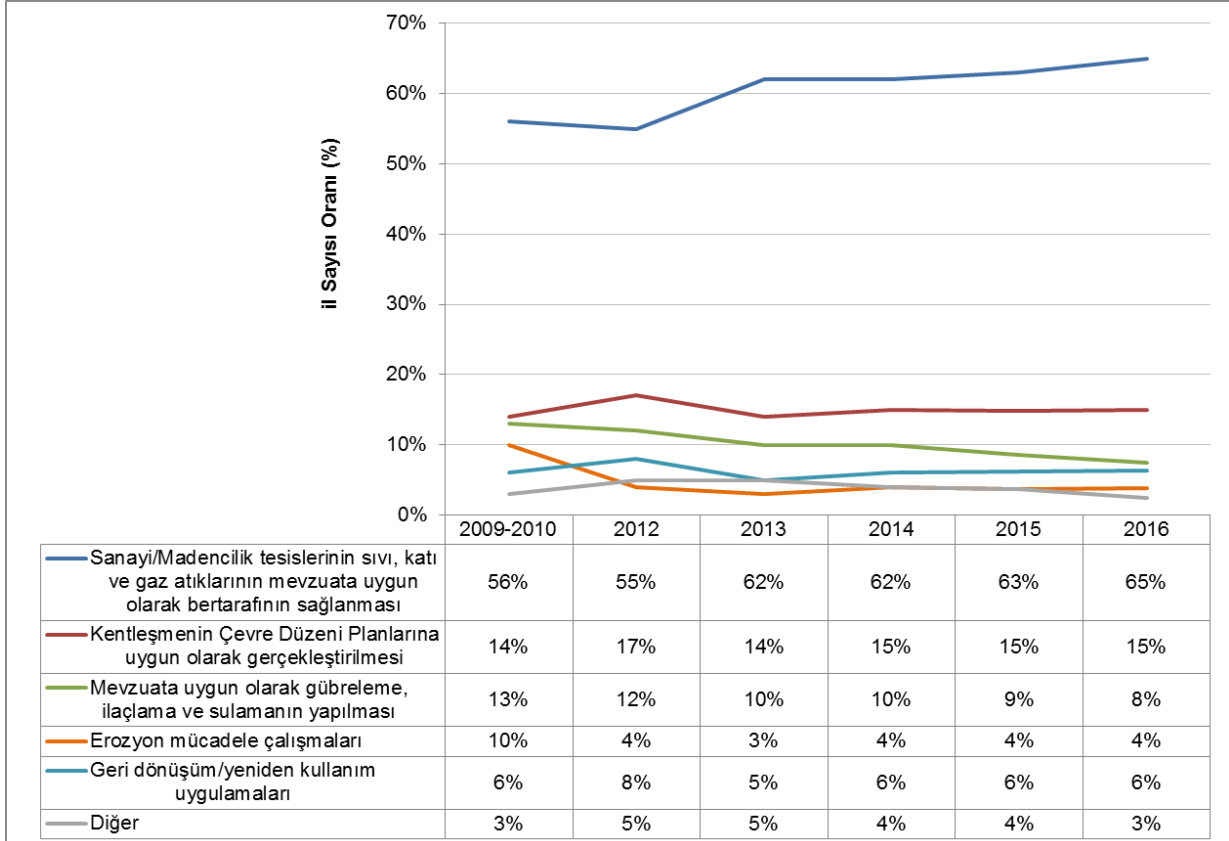 70%
60%
50%
40%
30%
20%
10%
0%
il Sayısı Oranı (%)
2009-2010 2012 2013 2014 2015 2016
Sanayi/Madencilik tesislerinin sıvı, katı
ve gaz atıklarının mevzuata uygun
olarak bertarafının sağlanması
56% 55% 62% 62% 63% 65%
Kentleşmenin Çevre Düzeni Planlarına
uygun olarak gerçekleştirilmesi
14% 17% 14% 15% 15% 15%
Mevzuata uygun olarak gübreleme,
ilaçlama ve sulamanın yapılması
13% 12% 10% 10% 9% 8%
Erozyon mücadele çalışmaları
10% 4% 3% 4% 4% 4%
Geri dönüşüm/yeniden kullanım
uygulamaları
6% 8% 5% 6% 6% 6%
Diğer
3% 5% 5% 4% 4% 3%